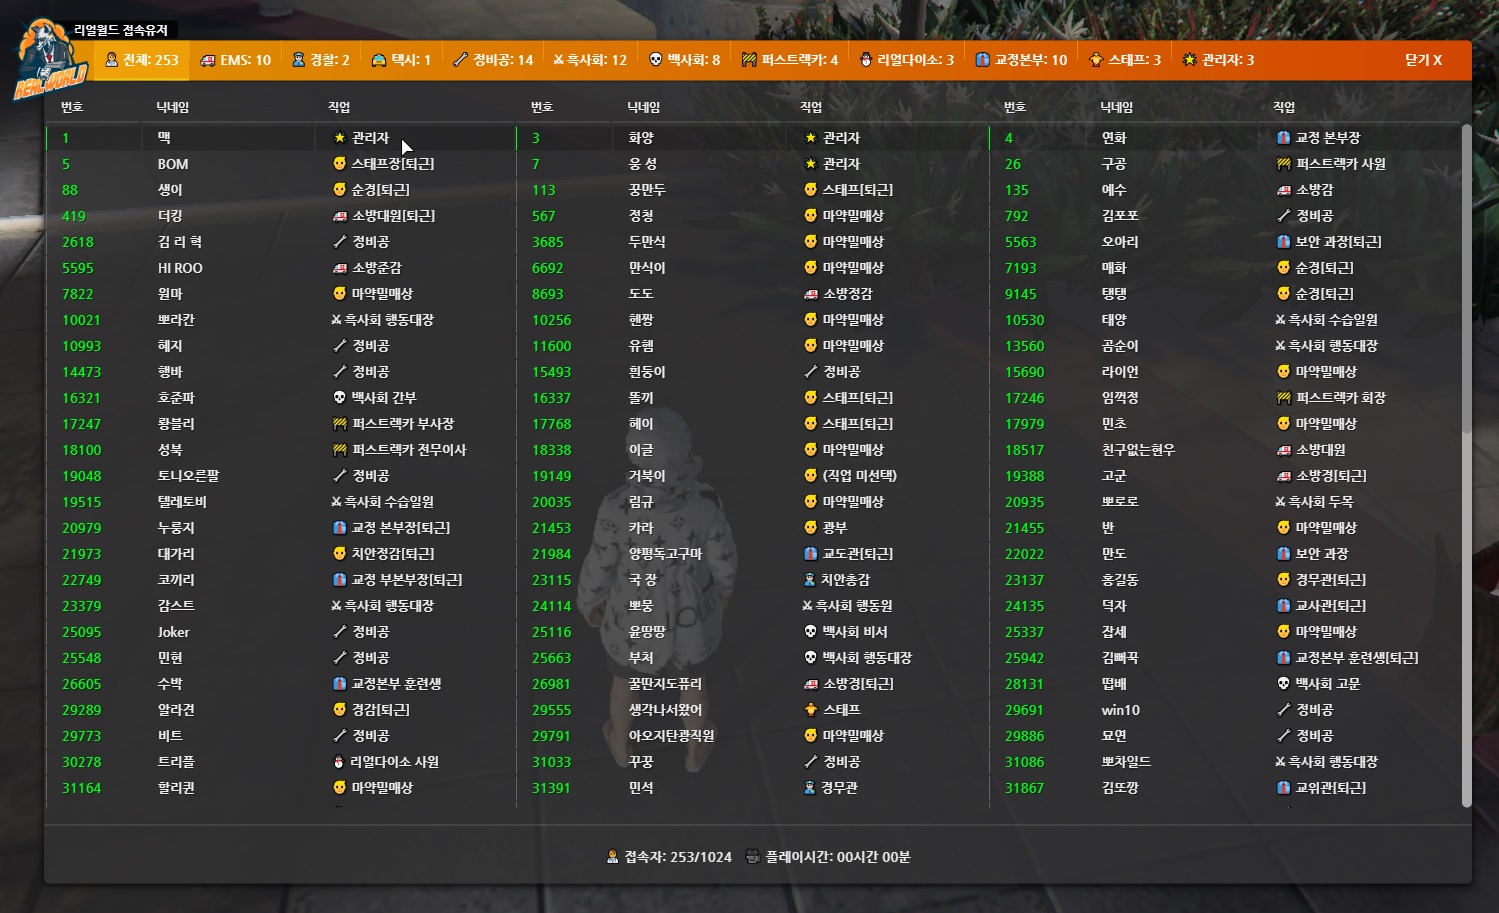 리얼월드 접속유저
REALWORLD
전체: 253 EMS: 10 경찰: 2 택시: 1 정비공: 14 흑사회: 12 백사회: 8 퍼스트렉카: 4 리얼다이소: 3 교정본부: 10 스태프: 3 관리자: 3 닫기 X
번호 닉네임 직업 번호 닉네임 직업 번호 닉네임 직업
1 맥 관리자 3 화양 관리자 4 연화 교정 본부장
5 BOM 스태프장[퇴근] 7 웅 성 관리자 26 구공 퍼스트렉카 사원
88 생이 순경[퇴근] 113 꿍만두 스태프[퇴근] 135 예수 소방감
419 더킹 소방대원[퇴근] 567 정청 마약밀매상 792 김포포 정비공
2618 김 리 혁 정비공 3685 두만식 마약밀매상 5563 오아리 보안 과장[퇴근]
5595 HI ROO 소방준감 6692 만식이 마약밀매상 7193 매화 순경[퇴근]
7822 원마 마약밀매상 8693 도도 소방정감 9145 탱탱 순경[퇴근]
10021 뽀라칸 흑사회 행동대장 10256 헨짱 마약밀매상 10530 태양 흑사회 수습일원
10993 혜지 정비공 11600 유헴 마약밀매상 13560 곰순이 흑사회 행동대장
14473 행바 정비공 15493 흰둥이 정비공 15690 라이언 마약밀매상
16321 호준파 백사회 간부 16337 똘끼 스태프[퇴근] 17246 임꺽정 퍼스트렉카 회장
17247 황블리 퍼스트렉카 부사장 17768 헤이 스태프[퇴근] 17979 민초 마약밀매상
18100 성북 퍼스트렉카 전무이사 18338 이글 마약밀매상 18517 친구없는현우 소방대원
19048 토니오른팔 정비공 19149 거북이 (직업 미선택) 19388 고군 소방경[퇴근]
19515 텔레토비 흑사회 수습일원 20035 림규 마약밀매상 20935 뽀로로 흑사회 두목
20979 누룽지 교정 본부장[퇴근] 21453 카라 광부 21455 반 마약밀매상
21973 대가리 치안정감[퇴근] 21984 양평독고구마 교도관[퇴근] 22022 만도 보안 과장
22749 코끼리 교정 부본부장[퇴근] 23115 국 장 치안총감 23137 홍길동 경무관[퇴근]
23379 감스트 흑사회 행동대장 24114 뽀뭉 흑사회 행동원 24135 덕자 교사관[퇴근]
25095 Joker 정비공 25116 윤땅땅 백사회 비서 25337 잡세 마약밀매상
25548 민현 정비공 25663 부처 백사회 행동대장 25942 김뻐꾹 교정본부 훈련생[퇴근]
26605 수박 교정본부 훈련생 26981 꿀딴지도퓨리 소방경[퇴근] 28131 떱배 백사회 고문
29289 알라견 경감[퇴근] 29555 생각나서왔어 스태프 29691 win10 정비공
29773 비트 정비공 29791 아오지탄광직원 마약밀매상 29886 묘연 정비공
30278 트리플 리얼다이소 사원 31033 꾸꿍 정비공 31086 뽀차일드 흑사회 행동대장
31164 할리퀸 마약밀매상 31391 민석 경무관 31867 김또깡 교위관[퇴근]
접속자: 253/1024 플레이시간: 00시간 00분